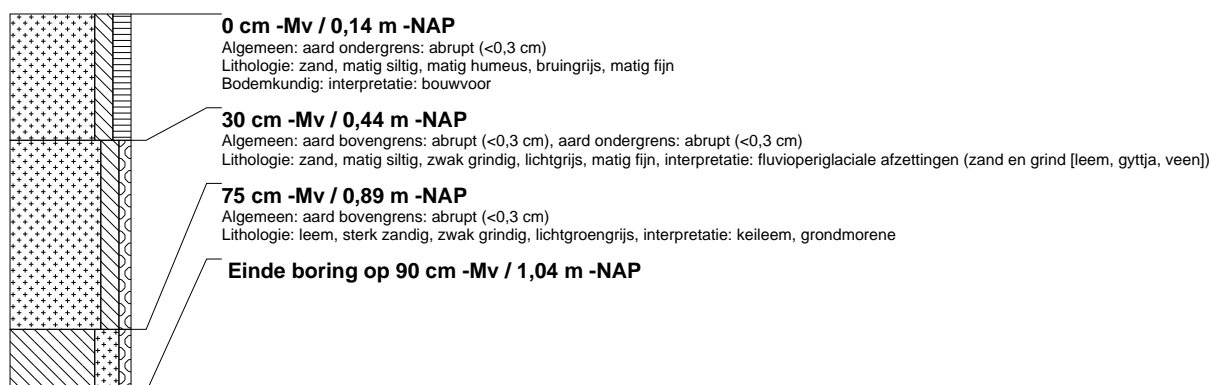 0 cm -Mv / 0,14 m -NAP
Algemeen: aard ondergrens: abrupt (<0,3 cm)
Lithologie: zand, matig siltig, matig humeus, bruingrijs, matig fijn
Bodemkundig: interpretatie: bouwvoor
30 cm -Mv / 0,44 m -NAP
Algemeen: aard bovengrens: abrupt (<0,3 cm), aard ondergrens: abrupt (<0,3 cm)
Lithologie: zand, matig siltig, zwak grindig, lichtgrijs, matig fijn, interpretatie: fluvioperiglaciale afzettingen (zand en grind [leem, gyttja, veen])
75 cm -Mv / 0,89 m -NAP
Algemeen: aard bovengrens: abrupt (<0,3 cm)
Lithologie: leem, sterk zandig, zwak grindig, lichtgroengrijs, interpretatie: keileem, grondmorene
Einde boring op 90 cm -Mv / 1,04 m -NAP